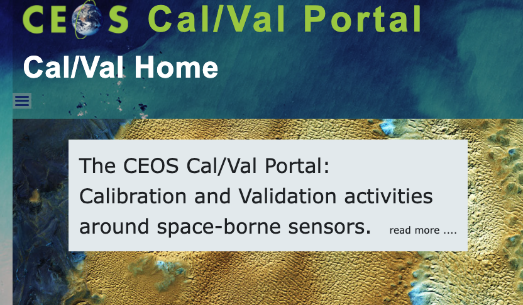 CEOS Cal/Val Portal
Cal/Val Home
The CEOS Cal/Val Portal:
Calibration and Validation activities
around space-borne sensors. read more ....